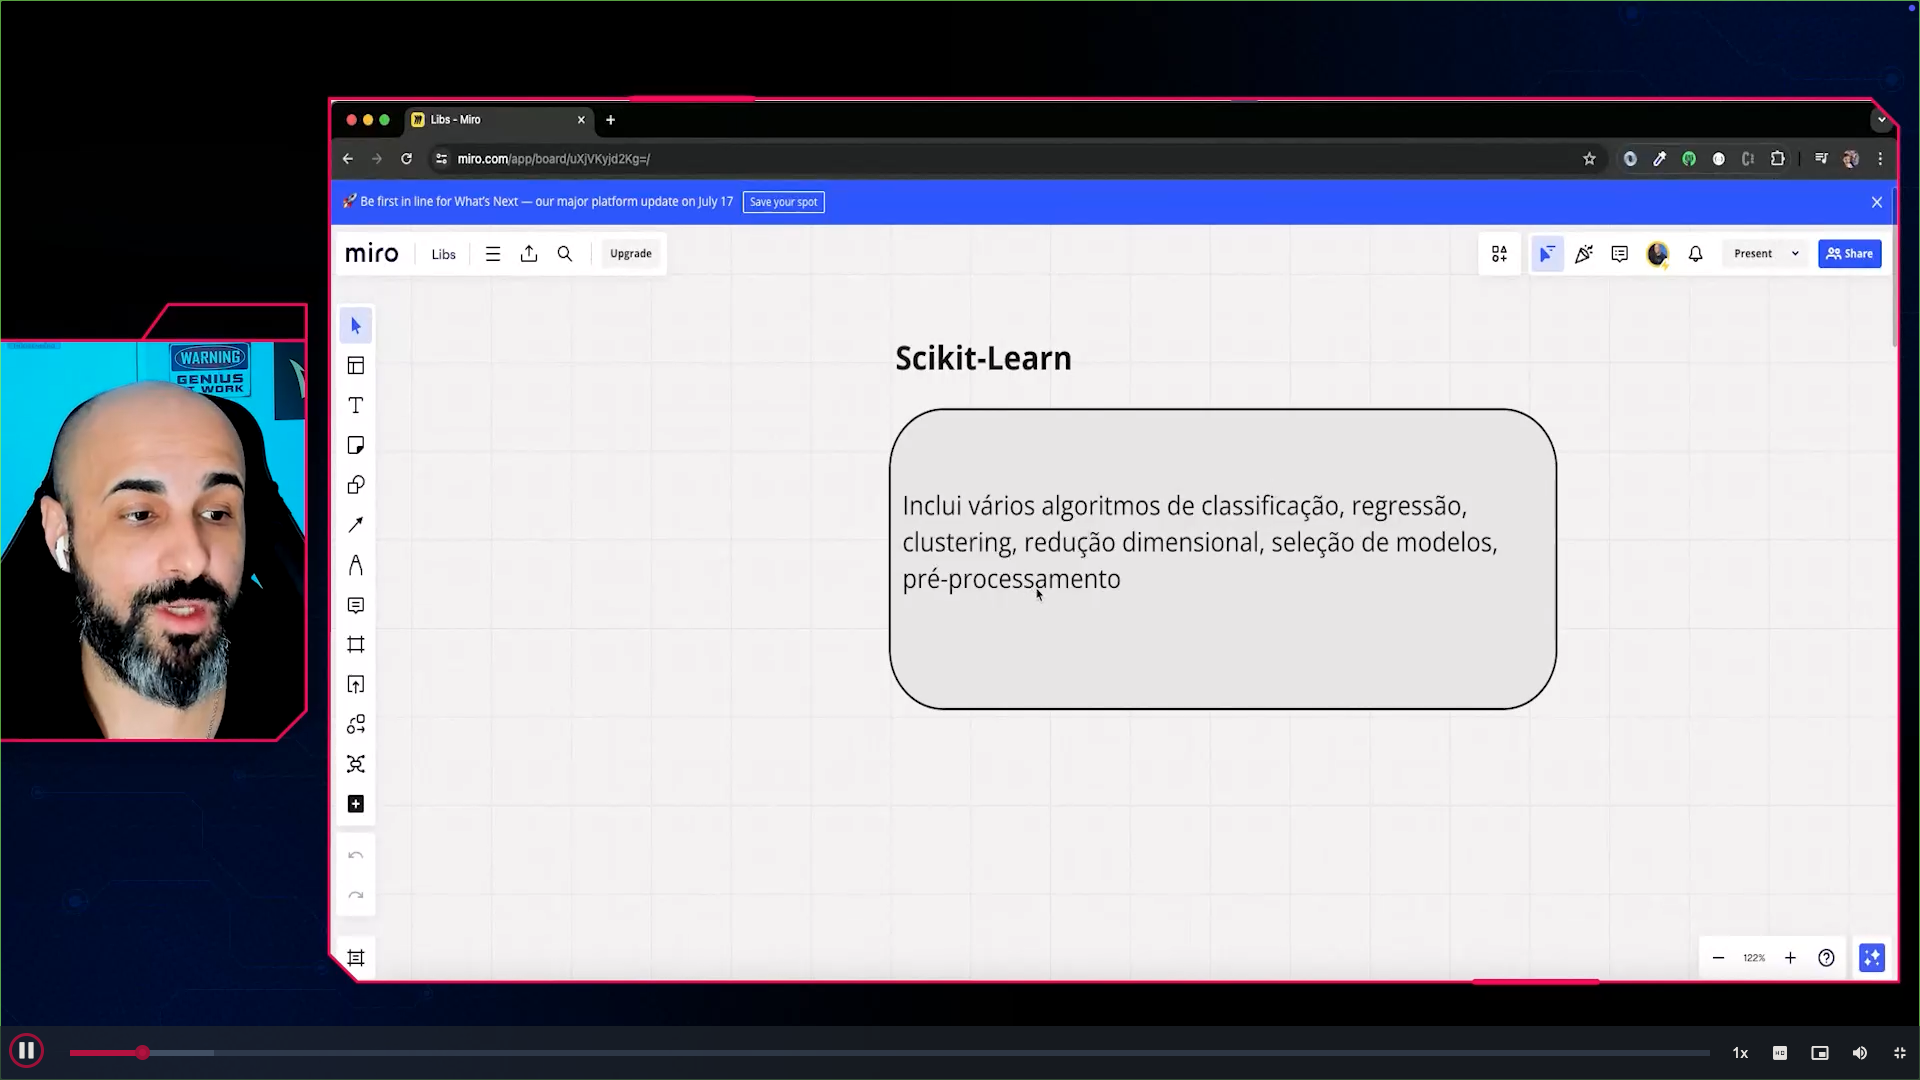 Libs - Miro
miro.com/app/board/uXjVKyjd2Kg=/
Be first in line for What's Next — our major platform update on July 17
Save your spot
miro
Libs
Upgrade
Present
Share
WARNING
GENIUS
AT WORK
Scikit-Learn
Inclui vários algoritmos de classificação, regressão,
clustering, redução dimensional, seleção de modelos,
pré-processamento
122%
1x
HD